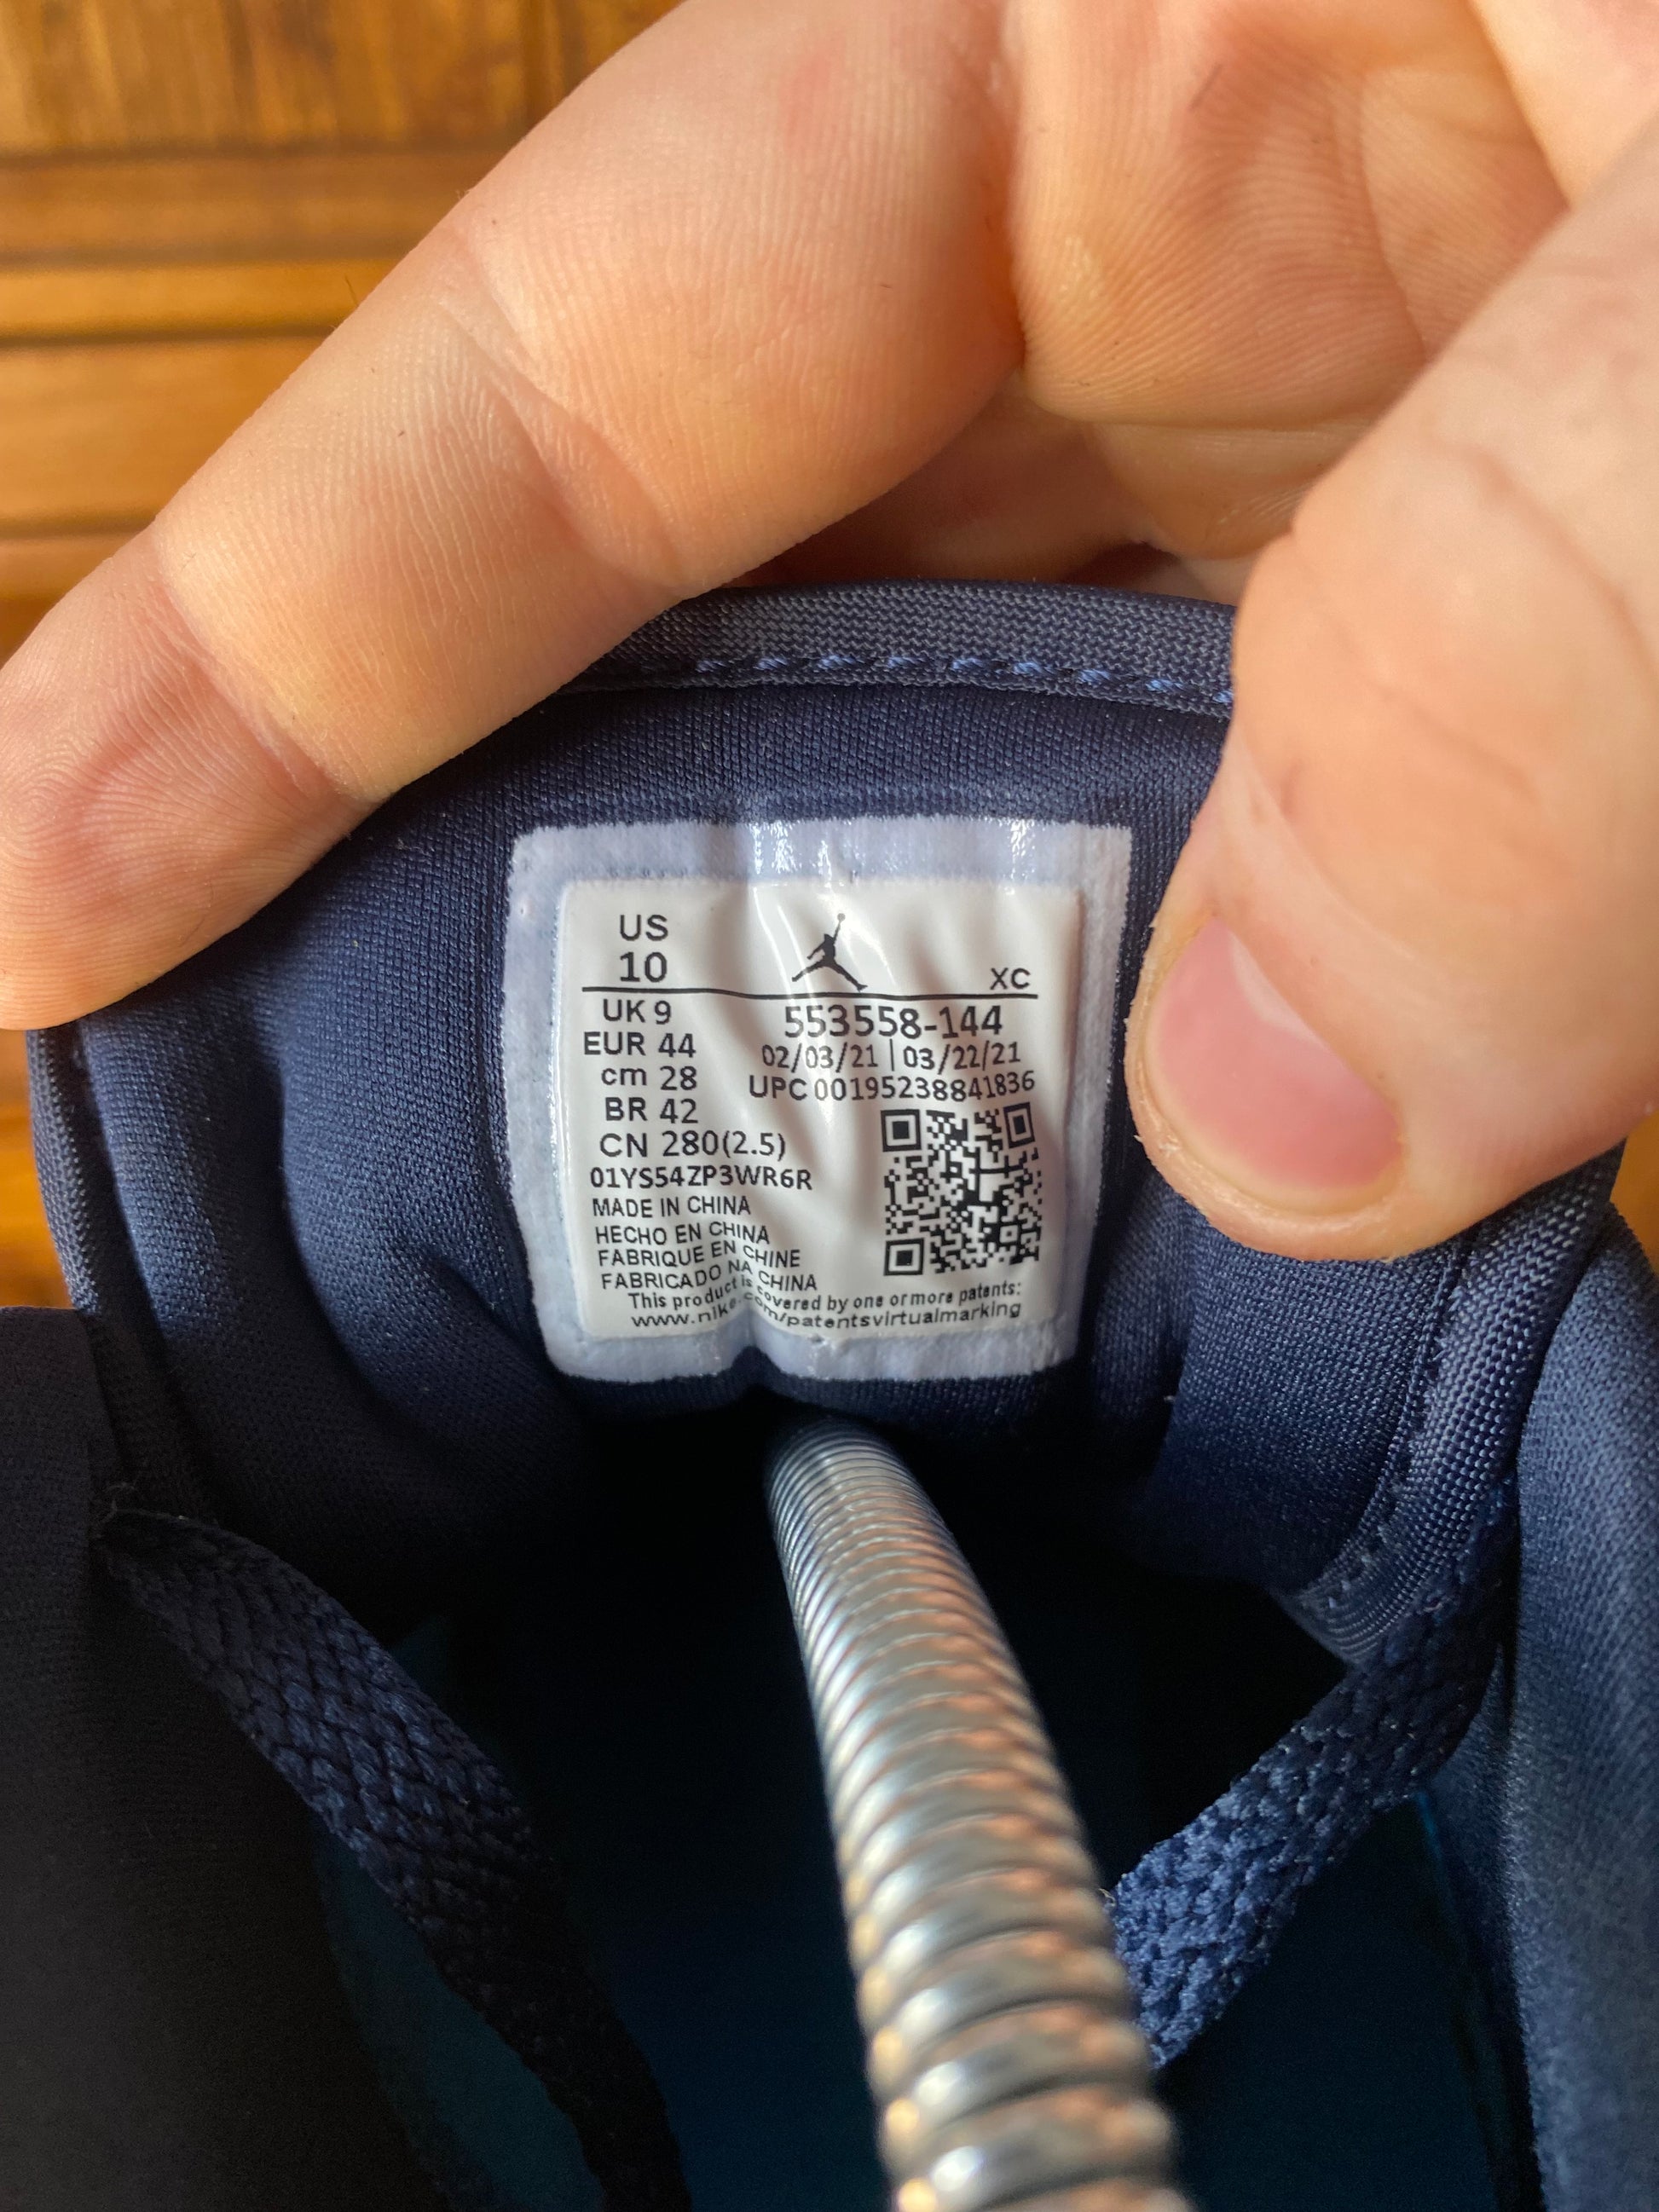 US
10
XC
UK 9
EUR 44
cm 28
BR 42
CN 280(2.5)
553558-144
02/03/21 | 03/22/21
UPC 00195238841836
01YS54ZP3WR6R
MADE IN CHINA
HECHO EN CHINA
FABRIQUE EN CHINE
FABRICADO NA CHINA
This product is covered by one or more patents:
www.nike.com/patentsvirtualmarking